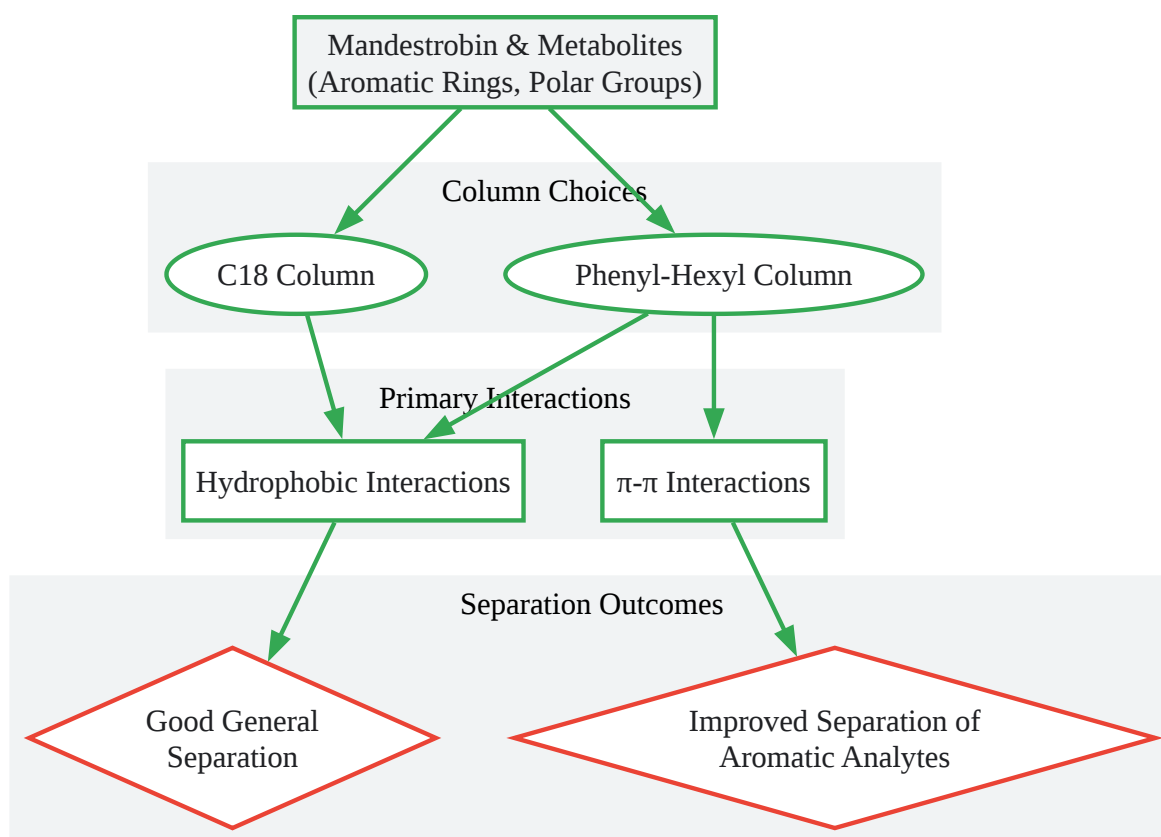 Mandestrobin & Metabolites
(Aromatic Rings, Polar Groups)
Column Choices
C18 Column
Phenyl-Hexyl Column
Primary Interactions
Hydrophobic Interactions
π-π Interactions
Separation Outcomes
Good General
Separation
Improved Separation of
Aromatic Analytes